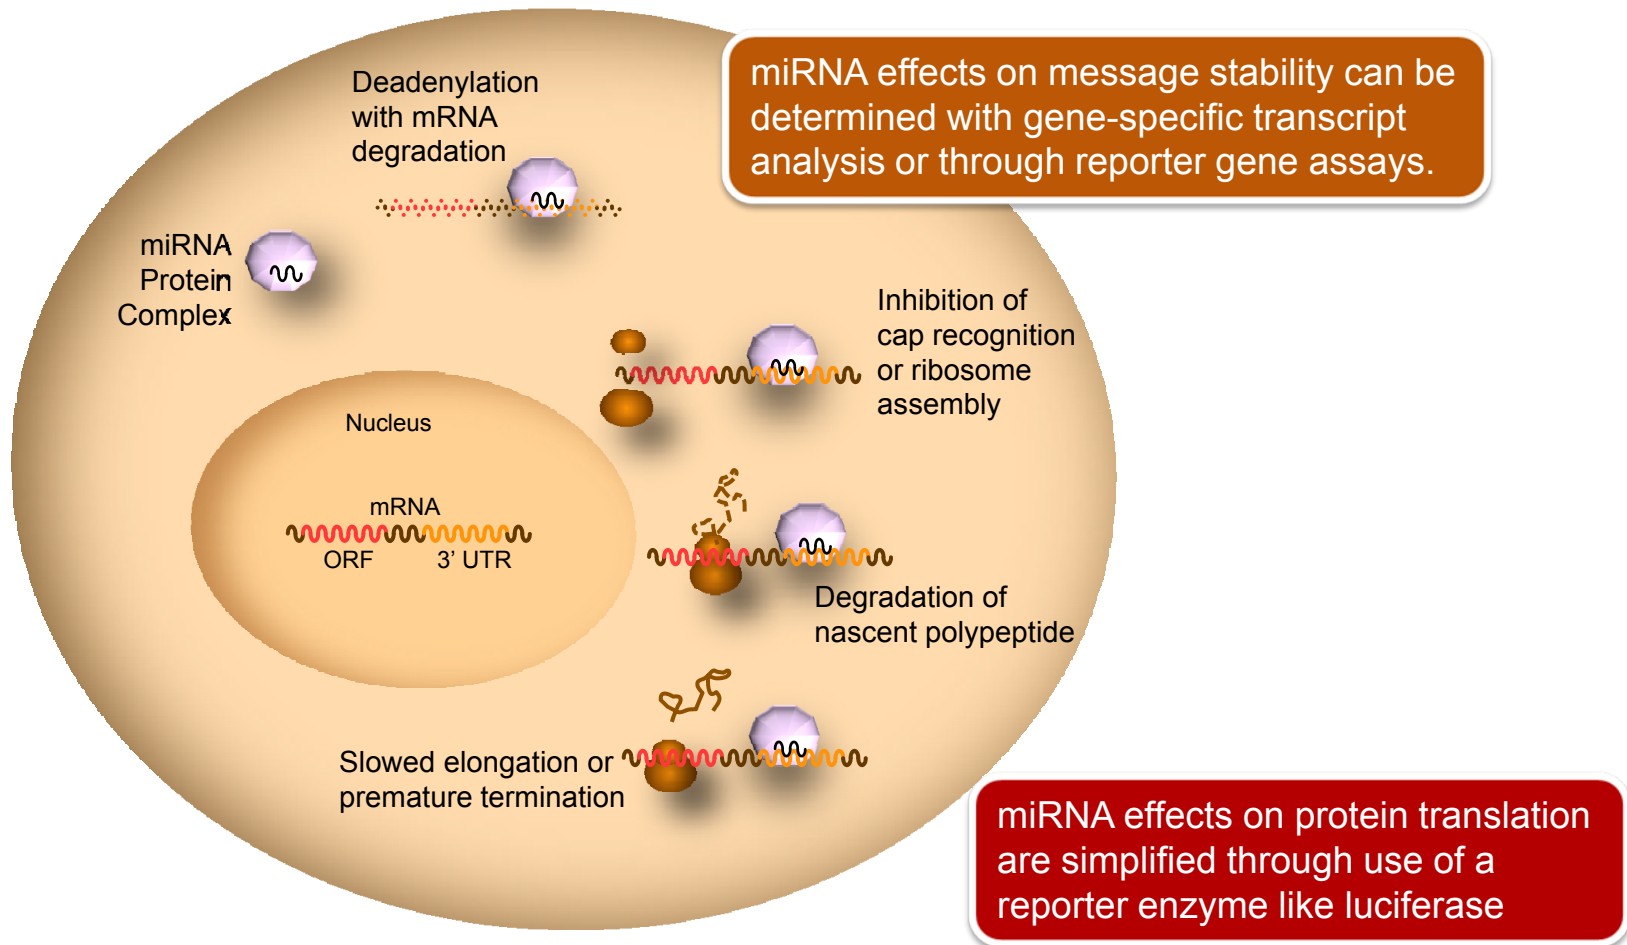 miRNA effects on message stability can be
determined with gene-specific transcript
analysis or through reporter gene assays.
Deadenylation
with mRNA
degradation
miRNA
Protein
Complex
Inhibition of
cap recognition
or ribosome
assembly
Nucleus
mRNA
ORF
3’ UTR
Degradation of
nascent polypeptide
Slowed elongation or
premature termination
miRNA effects on protein translation
are simplified through use of a
reporter enzyme like luciferase